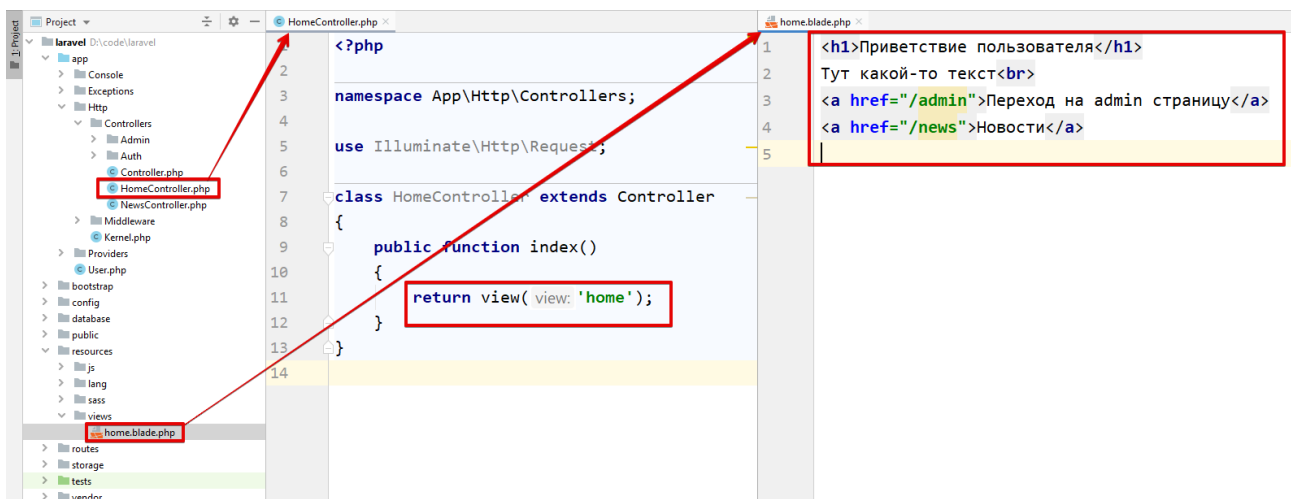 1: Project
Project
laravel D:\code\laravel
app
Console
Exceptions
Http
Controllers
Admin
Auth
Controller.php
HomeController.php
NewsController.php
Middleware
Kernel.php
Providers
User.php
bootstrap
config
database
public
resources
js
lang
sass
views
home.blade.php
routes
storage
tests
vendor
HomeController.php
1 <?php
2
3 namespace App\Http\Controllers;
4
5 use Illuminate\Http\Request;
6
7 class HomeController extends Controller
8 {
9 public function index()
10 {
11 return view( view: 'home');
12 }
13 }
14
home.blade.php
1 <h1>Приветствие пользователя</h1>
2 Тут какой-то текст<br>
3 <a href="/admin">Переход на admin страницу</a>
4 <a href="/news">Новости</a>
5